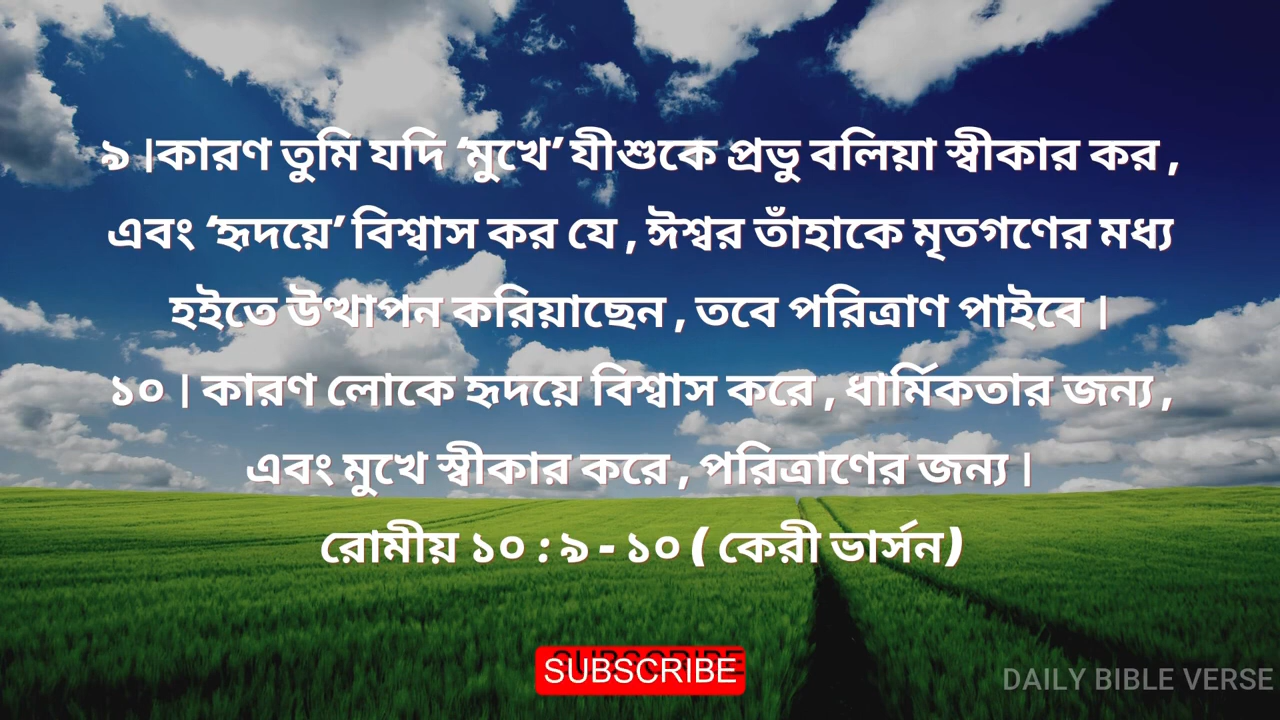 ৯ |কারণ তুমি যদি ‘মুখে’ যীশুকে প্রভু বলিয়া স্বীকার কর ,
এবং ‘হৃদয়ে’ বিশ্বাস কর যে , ঈশ্বর তাঁহাকে মৃতগণের মধ্য
হইতে উত্থাপন করিয়াছেন , তবে পরিত্রাণ পাইবে |
১০ | কারণ লোকে হৃদয়ে বিশ্বাস করে , ধার্মিকতার জন্য ,
এবং মুখে স্বীকার করে , পরিত্রাণের জন্য |
রোমীয় ১০ : ৯ - ১০ ( কেরী ভার্সন)
SUBSCRIBE
DAILY BIBLE VERSE